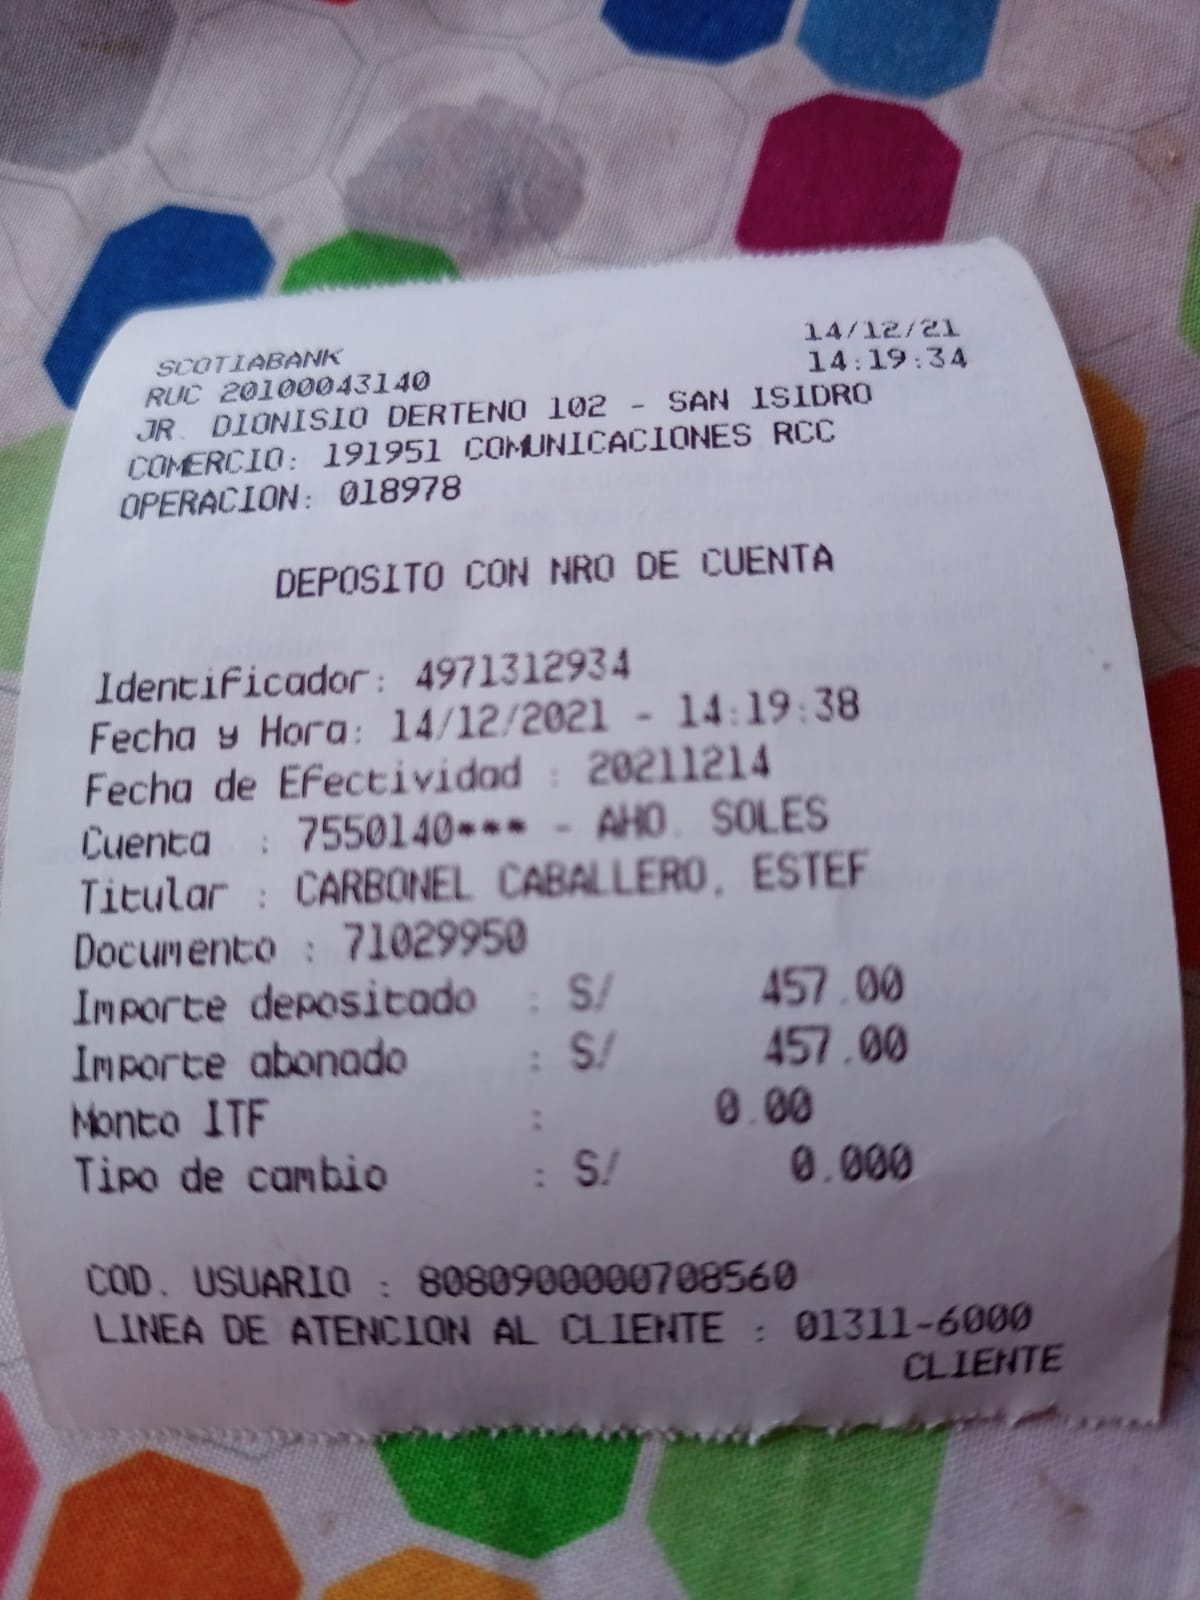 14/12/21
SCOTIABANK 14:19:34
RUC 20100043140
JR. DIONISIO DERTENO 102 - SAN ISIDRO
COMERCIO: 191951 COMUNICACIONES RCC
OPERACION: 018978
DEPOSITO CON NRO DE CUENTA
Identificador: 4971312934
Fecha y Hora: 14/12/2021 - 14:19:38
Fecha de Efectividad : 20211214
Cuenta : 7550140*** - AHO. SOLES
Titular : CARBONEL CABALLERO, ESTEF
Documento : 71029950
Importe depositado : S/ 457.00
Importe abonado : S/ 457.00
Monto ITF : 0.00
Tipo de cambio : S/ 0.000
COD. USUARIO : 8080900000708560
LINEA DE ATENCION AL CLIENTE : 01311-6000
CLIENTE